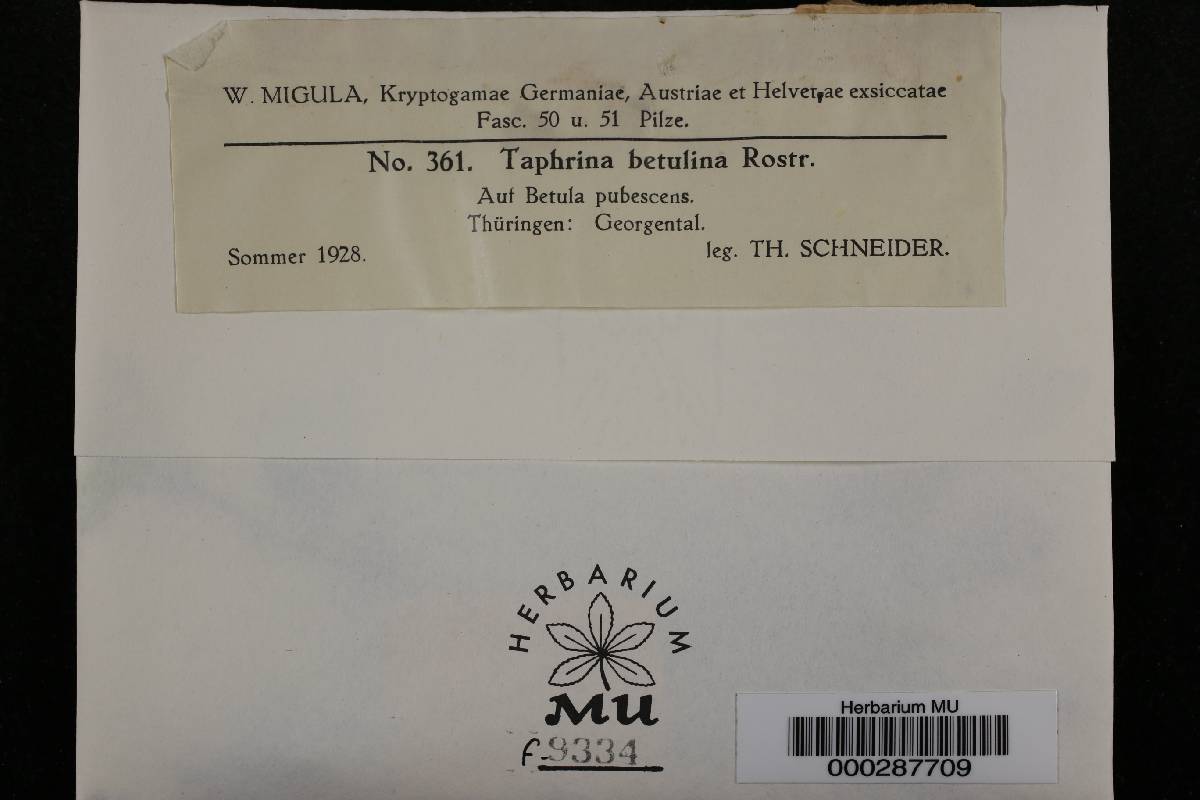 W. MIGULA, Kryptogamae Germaniae, Austriae et Helvetiae exsiccatae
Fasc. 50 u. 51 Pilze.
No. 361. Taphrina betulina Rostr.
Auf Betula pubescens.
Thüringen: Georgental.
Sommer 1928. leg. TH. SCHNEIDER.
HERBARIUM
MU
f-9334
Herbarium MU
000287709